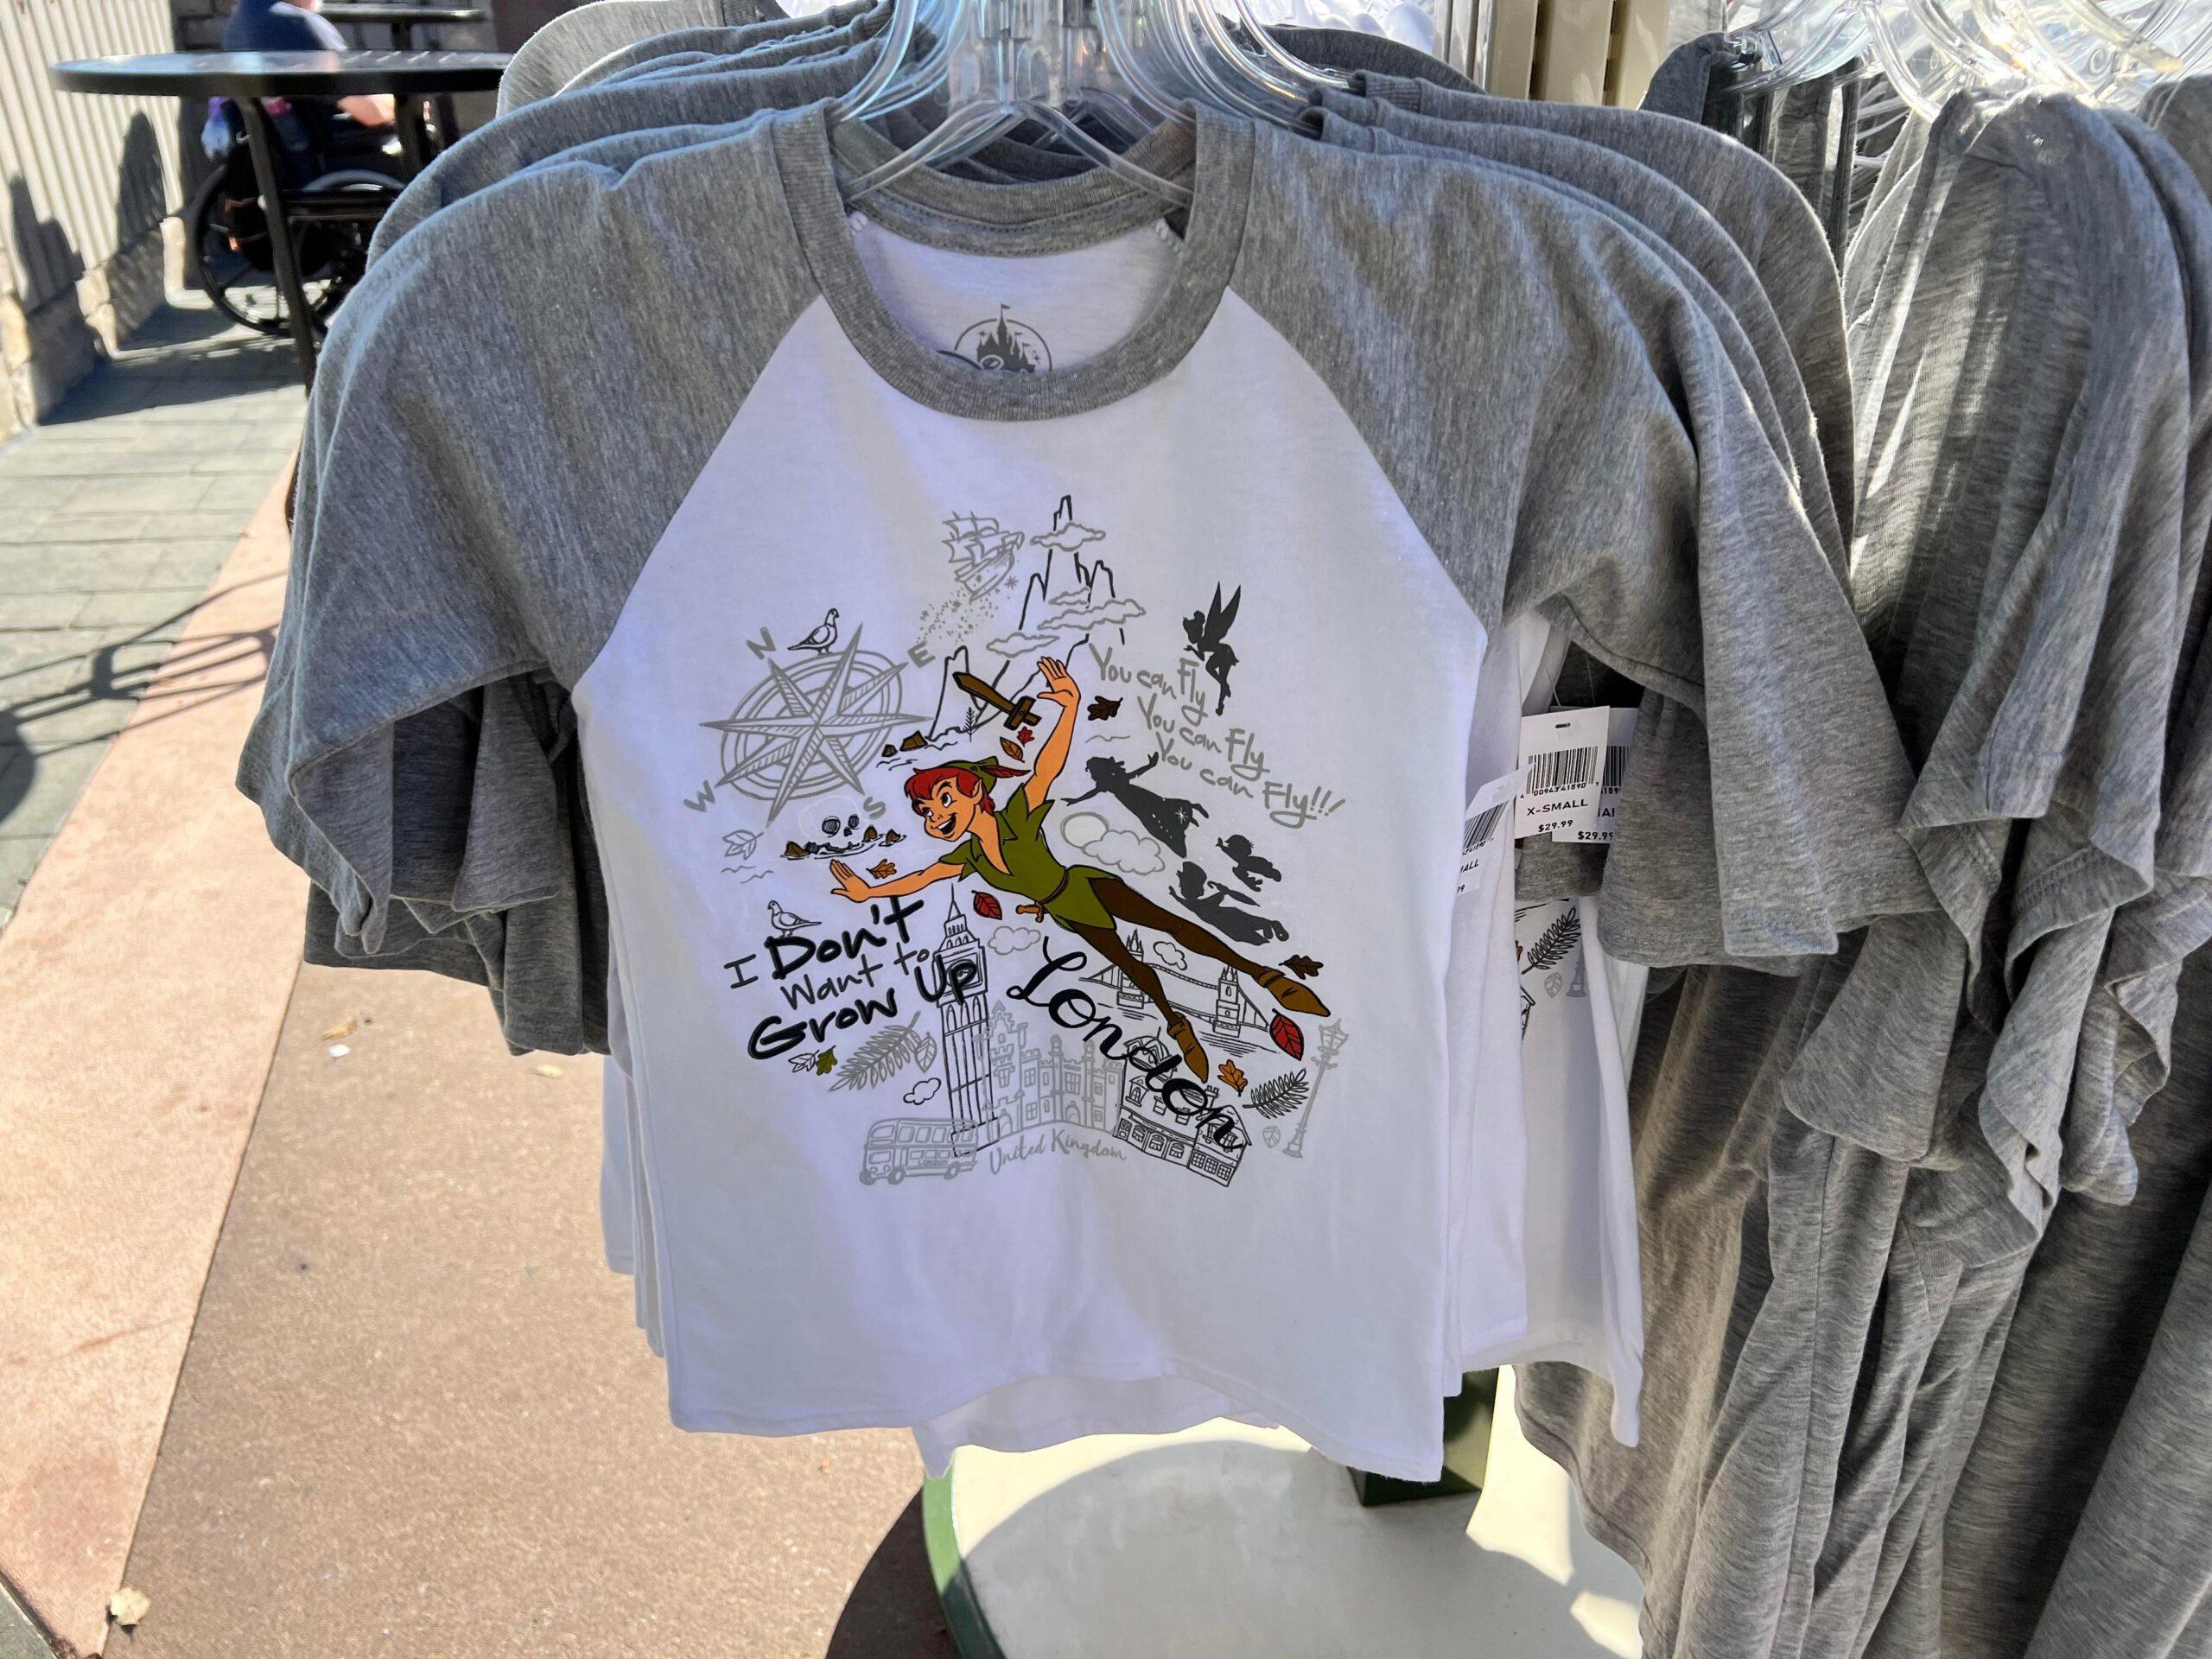 N
E
W
S
You can Fly
You can Fly
You can Fly!!!
I Don't
Want to
Grow Up
London
LONDON
United Kingdom
X-SMALL
$29.99
$29.99